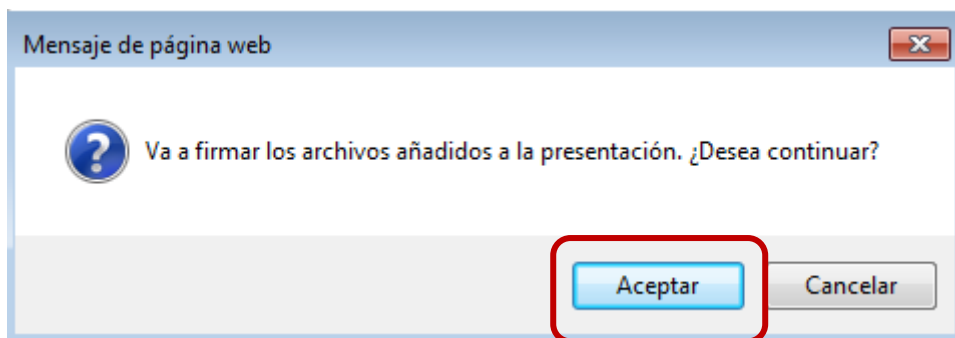 Mensaje de página web
Va a firmar los archivos añadidos a la presentación. ¿Desea continuar?
Aceptar
Cancelar